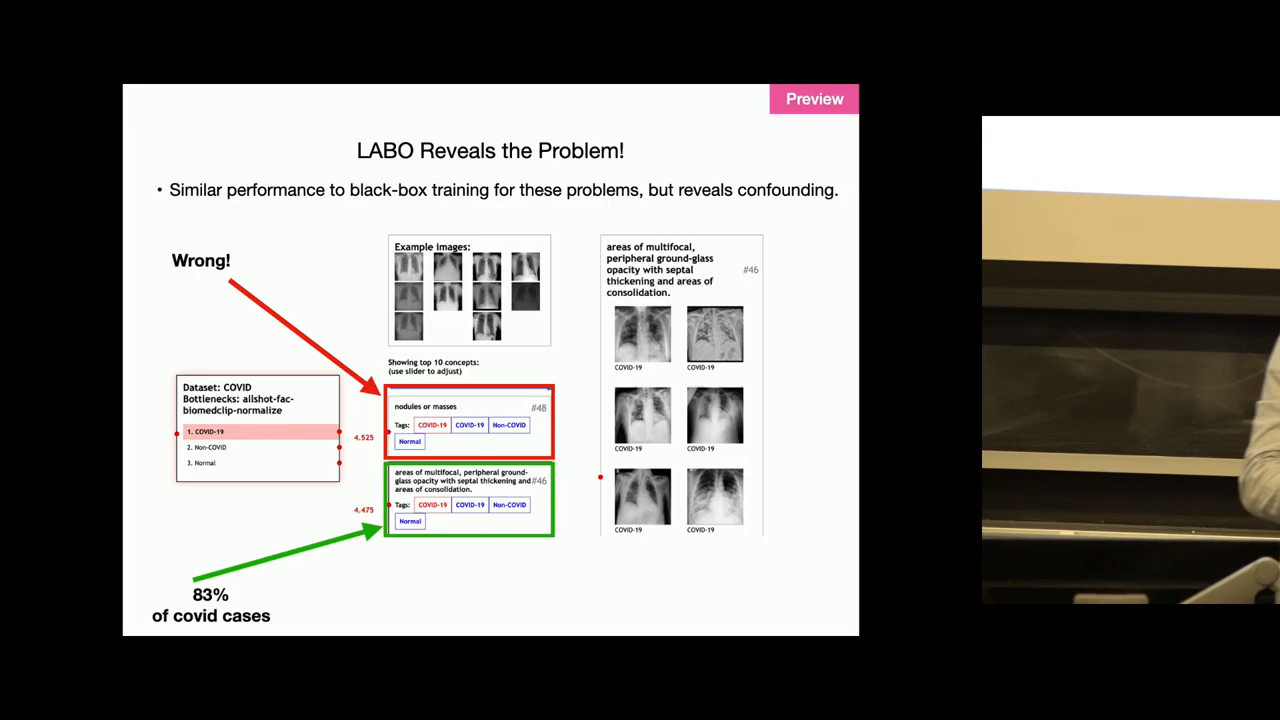 Preview
LABO Reveals the Problem!
• Similar performance to black-box training for these problems, but reveals confounding.
Wrong!
Dataset: COVID
Bottlenecks: allshot-fac-
biomedclip-normalize
1. COVID-19
2. Non-COVID
3. Normal
83%
of covid cases
Example images:
Showing top 10 concepts:
(use slider to adjust)
4.525
nodules or masses
#48
Tags: COVID-19 COVID-19 Non-COVID
Normal
4.475
areas of multifocal, peripheral ground-
glass opacity with septal thickening and #46
areas of consolidation.
Tags: COVID-19 COVID-19 Non-COVID
Normal
areas of multifocal,
peripheral ground-glass
opacity with septal #46
thickening and areas of
consolidation.
COVID-19 COVID-19
COVID-19 COVID-19
COVID-19 COVID-19